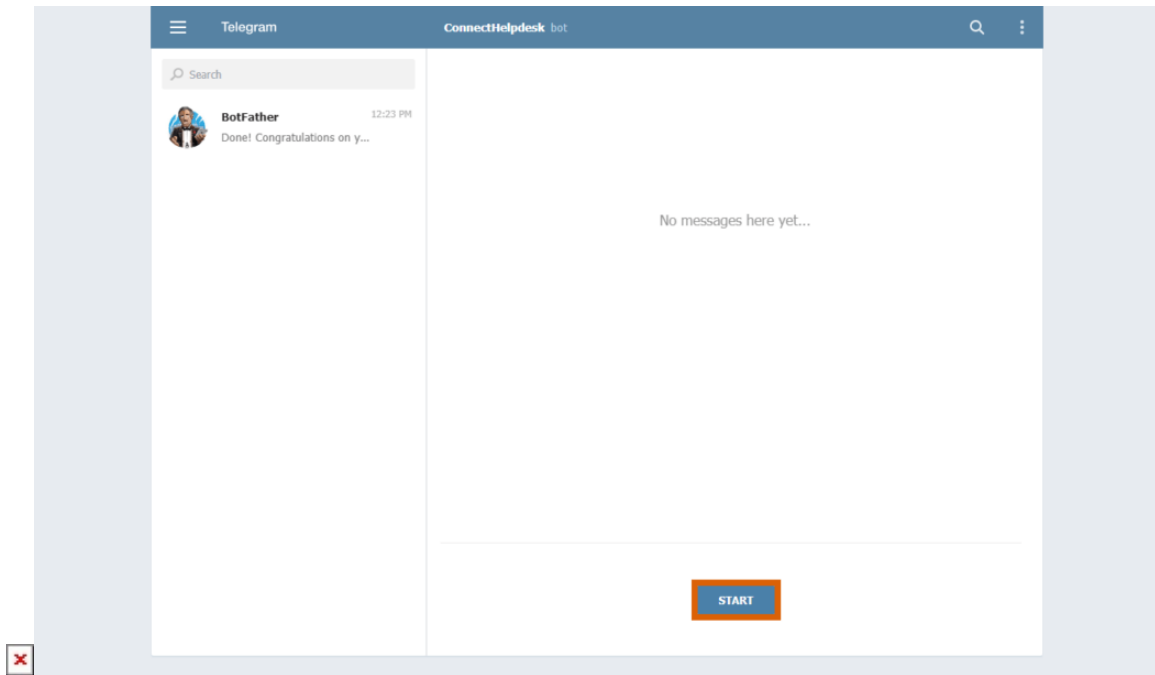 Telegram
ConnectHelpdesk bot
Search
BotFather 12:23 PM
Done! Congratulations on y...
No messages here yet...
START